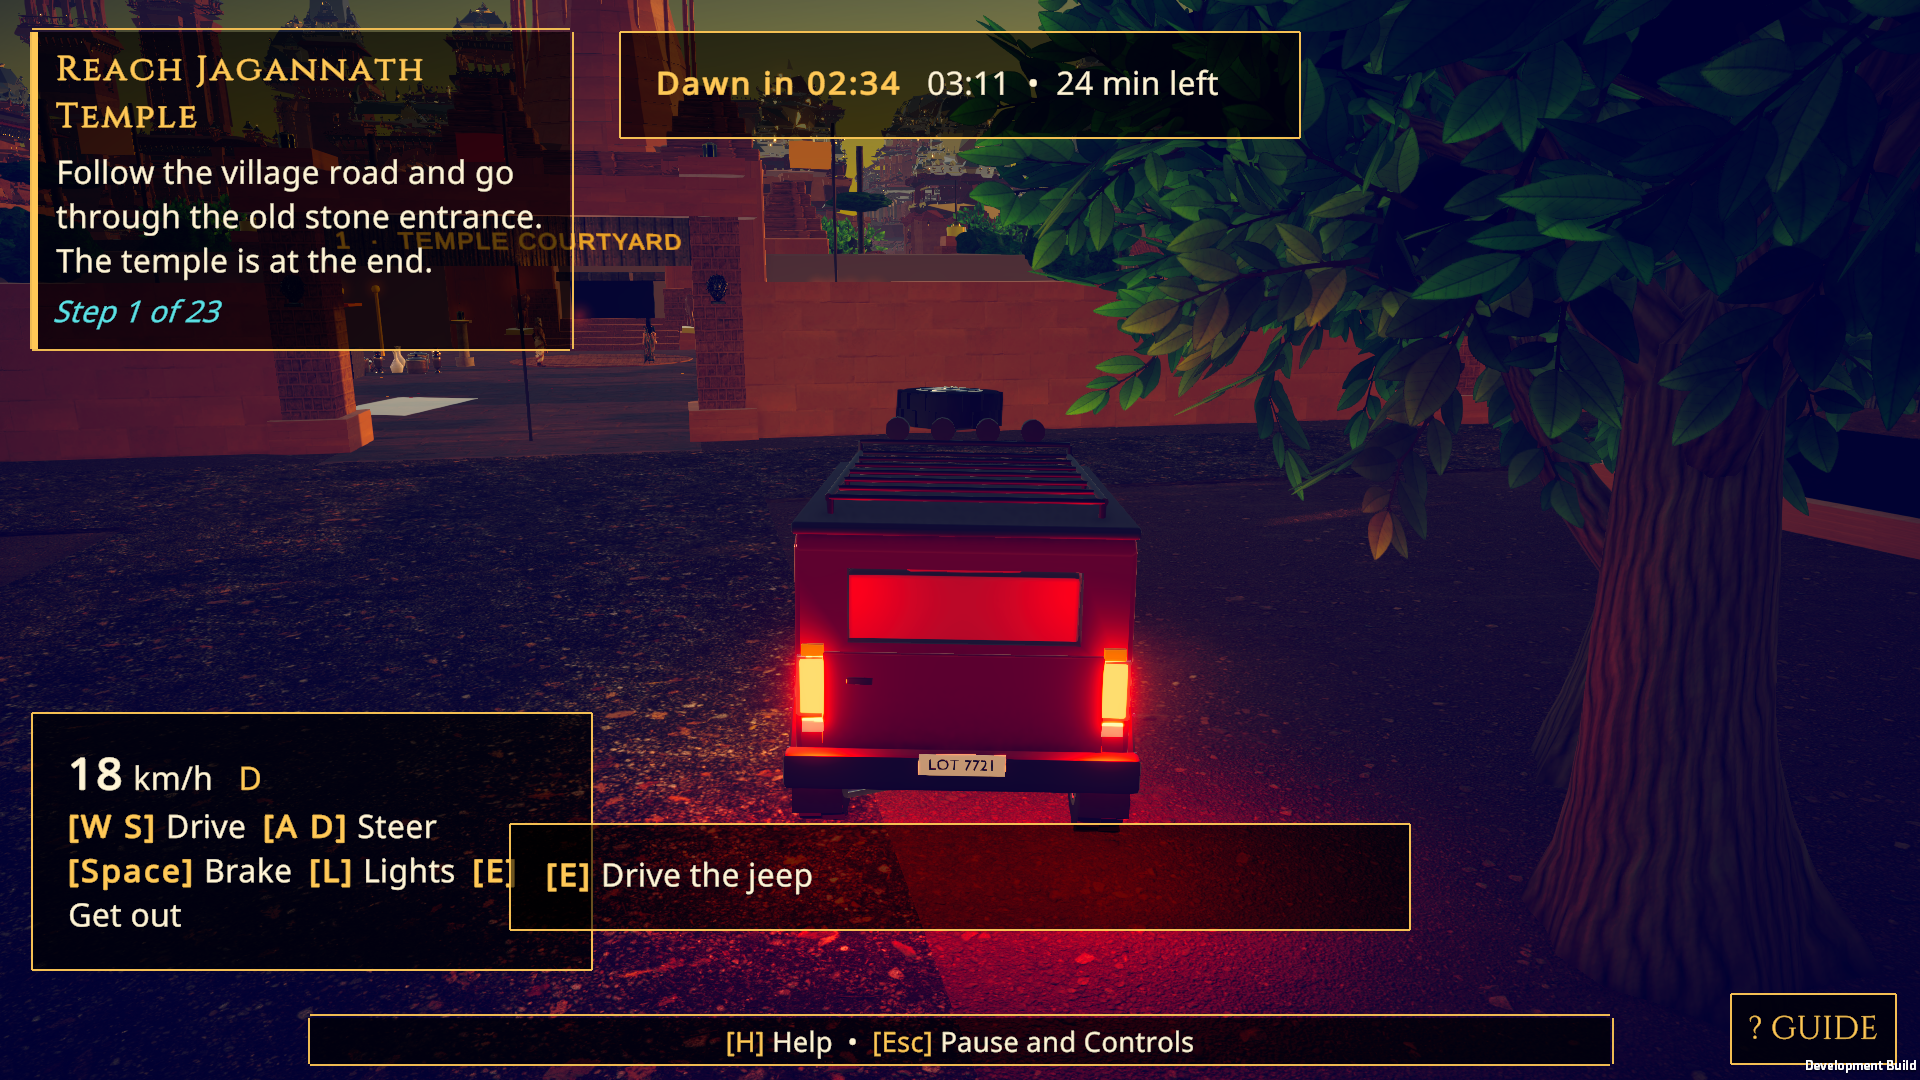 Reach Jagannath
Temple
Follow the village road and go
through the old stone entrance.
The temple is at the end.
Step 1 of 23
Dawn in 02:34 03:11 • 24 min left
1 · TEMPLE COURTYARD
LOT 7721
18 km/h D
[W S] Drive [A D] Steer
[Space] Brake [L] Lights [E]
Get out
[E] Drive the jeep
[H] Help • [Esc] Pause and Controls
? GUIDE
Development Build